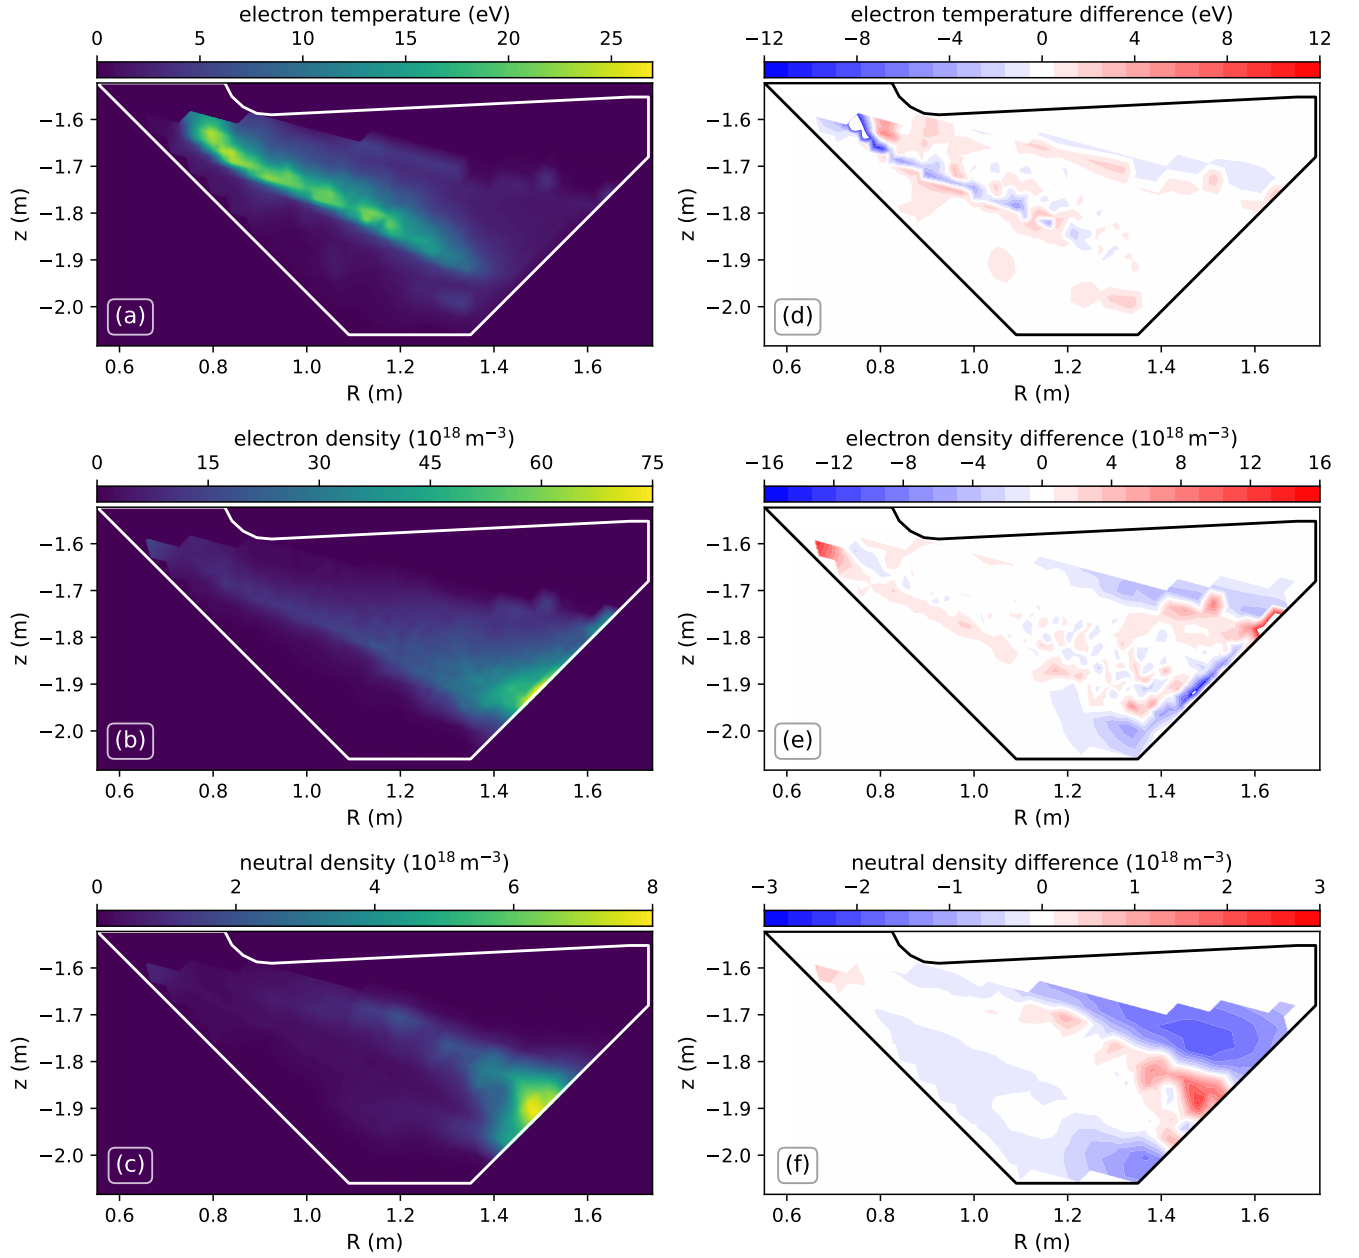 electron temperature (eV)
0 5 10 15 20 25
z (m)
−1.6
−1.7
−1.8
−1.9
−2.0
(a)
0.6 0.8 1.0 1.2 1.4 1.6
R (m)
electron temperature difference (eV)
−12 −8 −4 0 4 8 12
z (m)
−1.6
−1.7
−1.8
−1.9
−2.0
(d)
0.6 0.8 1.0 1.2 1.4 1.6
R (m)
electron density (10¹⁸ m⁻³)
0 15 30 45 60 75
z (m)
−1.6
−1.7
−1.8
−1.9
−2.0
(b)
0.6 0.8 1.0 1.2 1.4 1.6
R (m)
electron density difference (10¹⁸ m⁻³)
−16 −13 −10 −8 −6 −4 −2 0 2 4 6 8 10 13 16
z (m)
−1.6
−1.7
−1.8
−1.9
−2.0
(e)
0.6 0.8 1.0 1.2 1.4 1.6
R (m)
neutral density (10¹⁸ m⁻³)
0 2 4 6 8
z (m)
−1.6
−1.7
−1.8
−1.9
−2.0
(c)
0.6 0.8 1.0 1.2 1.4 1.6
R (m)
neutral density difference (10¹⁸ m⁻³)
−3 −2 −1 0 1 2 3
z (m)
−1.6
−1.7
−1.8
−1.9
−2.0
(f)
0.6 0.8 1.0 1.2 1.4 1.6
R (m)